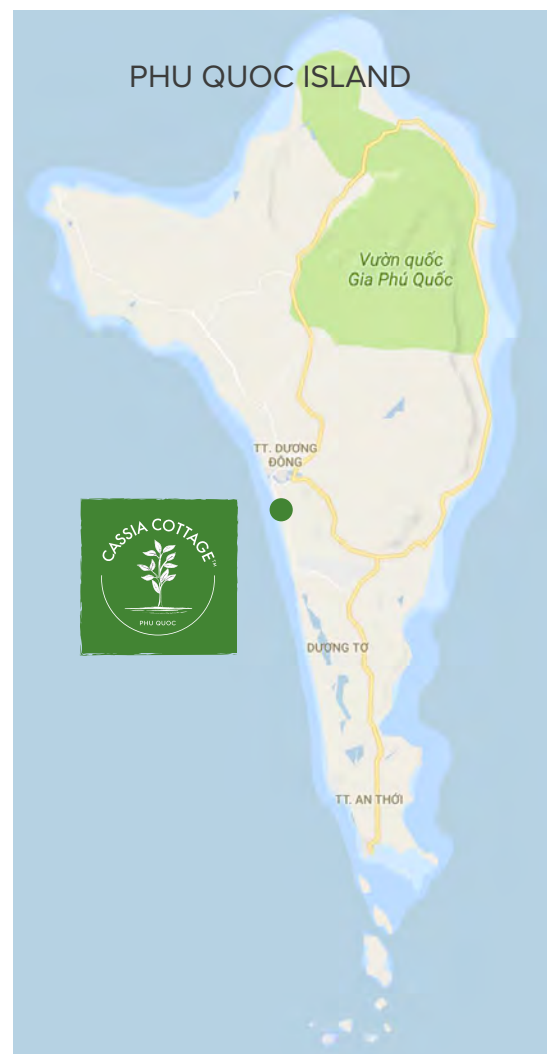 PHU QUOC ISLAND
Vườn quốc
Gia Phú Quốc
TT. DƯƠNG
ĐÔNG
CASSIA COTTAGE™
PHU QUOC
DƯƠNG TƠ
TT. AN THỚI